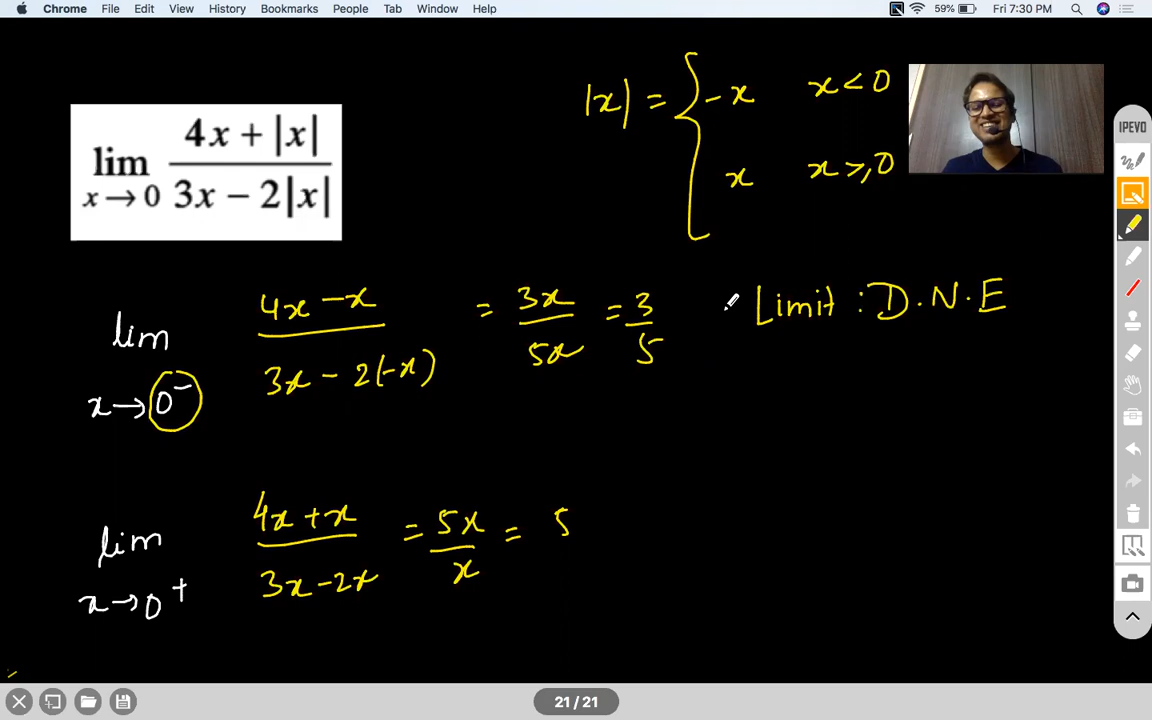 Chrome File Edit View History Bookmarks People Tab Window Help 59% Fri 7:30 PM
|x| = { -x x < 0
x x ≥ 0
lim x → 0 (4x + |x|) / (3x − 2|x|)
IPEVO
lim x → 0⁻ (4x − x) / (3x − 2(−x)) = 3x / 5x = 3 / 5
Limit : D.N.E
lim x → 0⁺ (4x + x) / (3x − 2x) = 5x / x = 5
21 / 21